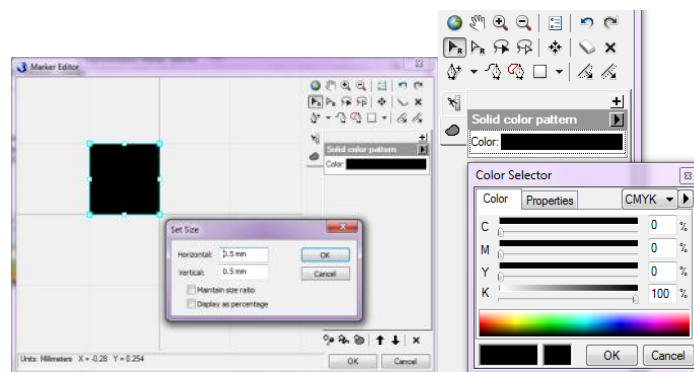 Marker Editor
Solid color pattern
Color:
Set Size
Horizontal: 0.5 mm
OK
Vertical: 0.5 mm
Cancel
Maintain size ratio
Display as percentage
Units: Millimeters X = -0.28 Y = 0.254
OK Cancel
Solid color pattern
Color:
Color Selector
Color Properties CMYK
C 0 %
M 0 %
Y 0 %
K 100 %
OK Cancel